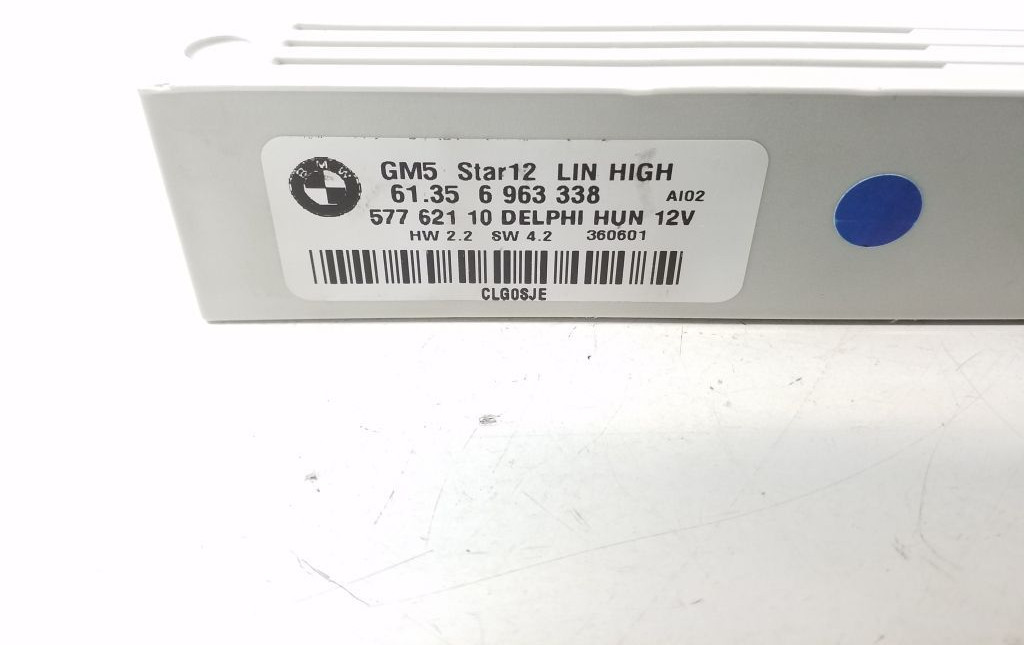 BMW
GM5 Star12 LIN HIGH
61.35 6 963 338 AI02
577 621 10 DELPHI HUN 12V
HW 2.2 SW 4.2 360601
CLG0SJE